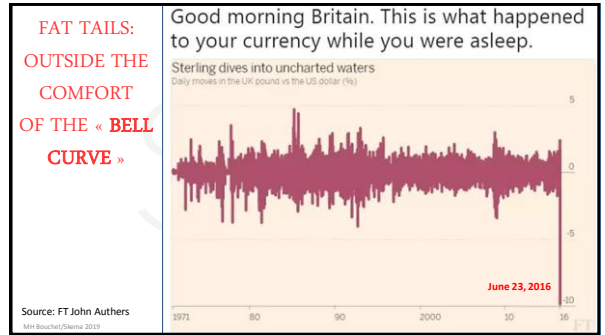 FAT TAILS:
OUTSIDE THE
COMFORT
OF THE « BELL
CURVE »
Source: FT John Authers
MH Bouchet/Skema 2019
Good morning Britain. This is what happened
to your currency while you were asleep.
Sterling dives into uncharted waters
Daily moves in the UK pound vs the US dollar (%)
5
0
-5
-10
June 23, 2016
1971 80 90 2000 10 16
FT